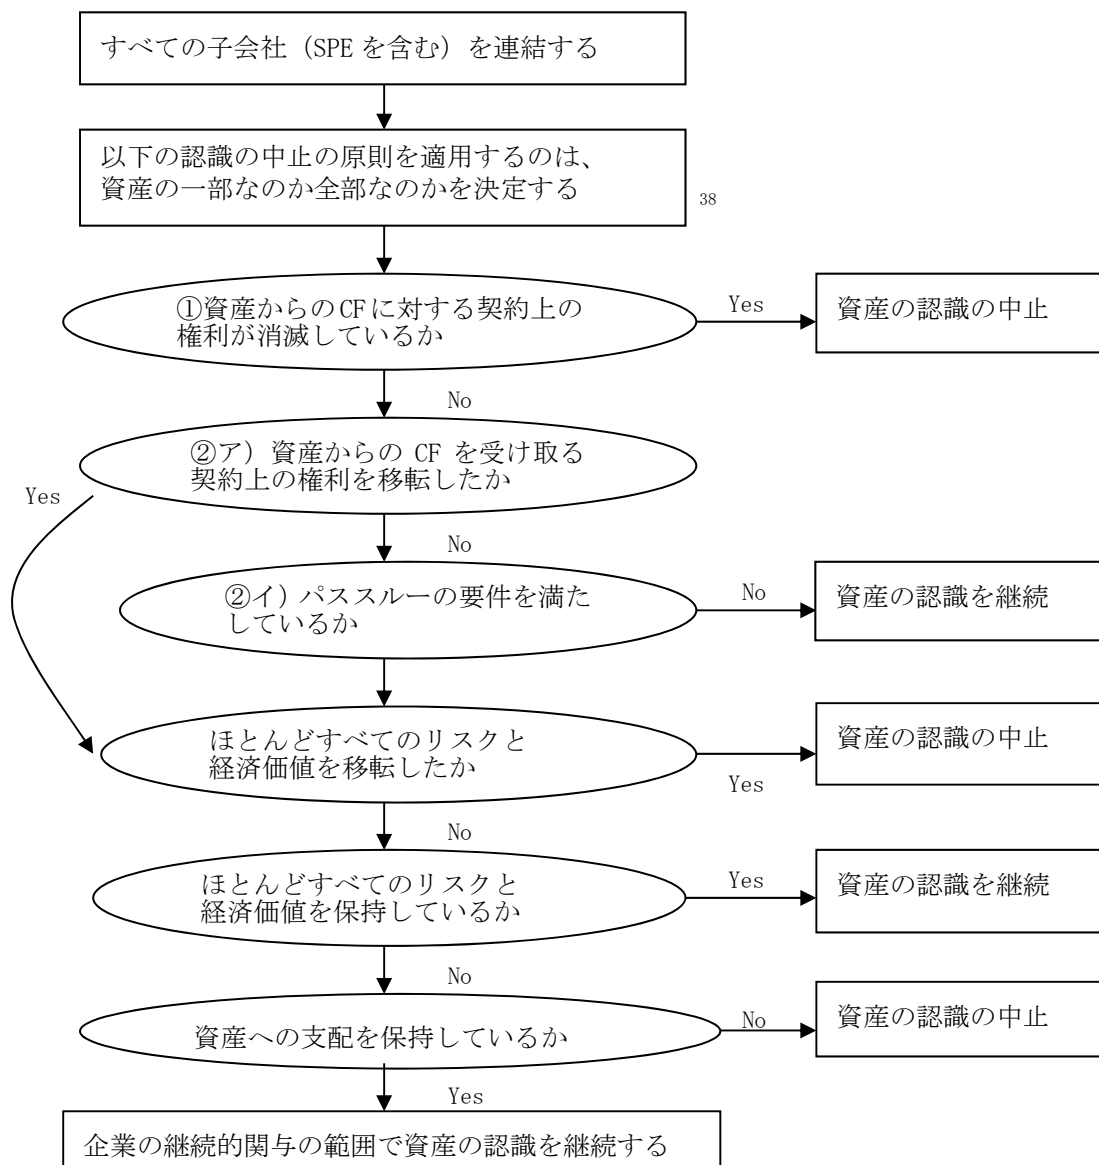 すべての子会社（SPE を含む）を連結する
以下の認識の中止の原則を適用するのは、
資産の一部なのか全部なのかを決定する
38
①資産からのCFに対する契約上の
権利が消滅しているか
Yes
資産の認識の中止
No
②ア）資産からの CF を受け取る
契約上の権利を移転したか
Yes
No
②イ）パススルーの要件を満た
しているか
No
資産の認識を継続
ほとんどすべてのリスクと
経済価値を移転したか
Yes
資産の認識の中止
No
ほとんどすべてのリスクと
経済価値を保持しているか
Yes
資産の認識を継続
No
資産への支配を保持しているか
No
資産の認識の中止
Yes
企業の継続的関与の範囲で資産の認識を継続する